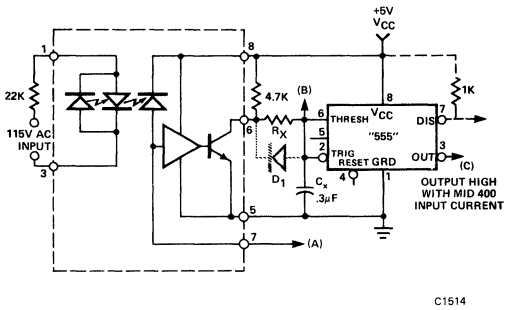 +5V
VCC
1
8
22K
4.7K
(B)
8
1K
VCC
7
6
RX
6
THRESH
DIS
115V AC
INPUT
5
"555"
2
TRIG
3
OUT
(C)
3
RESET
GRD
D1
4
1
OUTPUT HIGH
WITH MID 400
INPUT CURRENT
Cx
.3µF
5
7
(A)
C1514